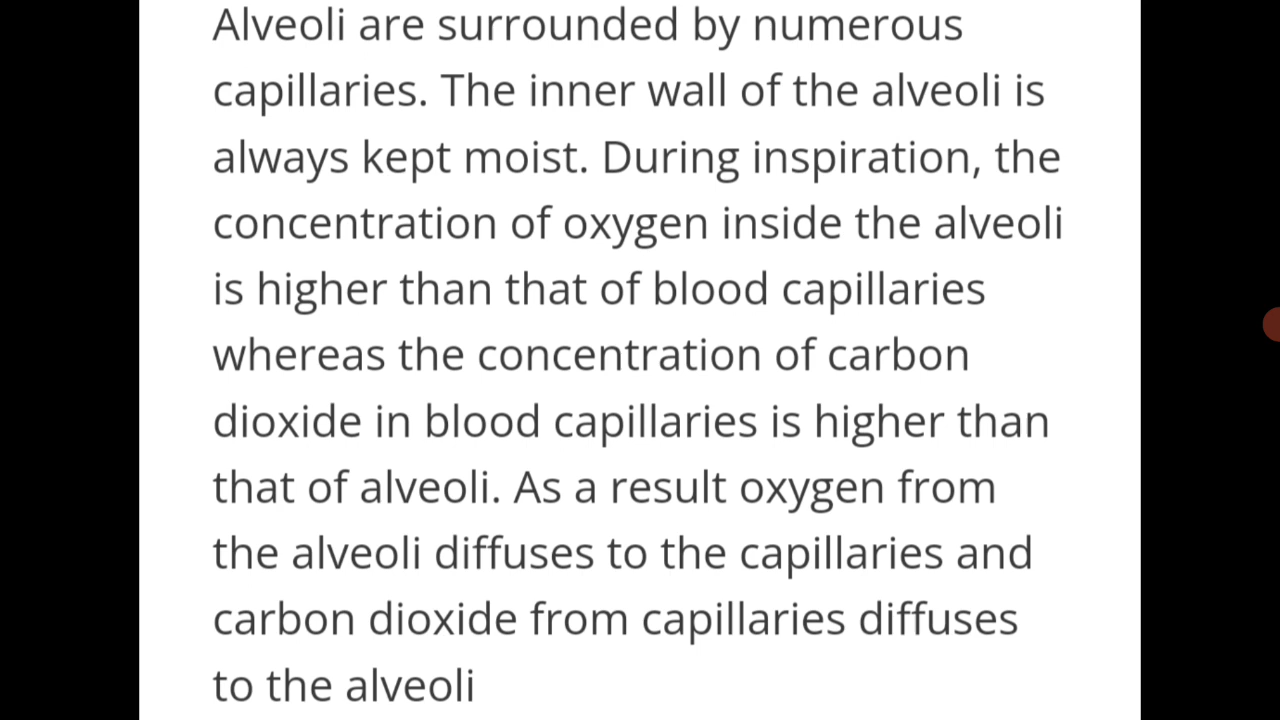 Alveoli are surrounded by numerous
capillaries. The inner wall of the alveoli is
always kept moist. During inspiration, the
concentration of oxygen inside the alveoli
is higher than that of blood capillaries
whereas the concentration of carbon
dioxide in blood capillaries is higher than
that of alveoli. As a result oxygen from
the alveoli diffuses to the capillaries and
carbon dioxide from capillaries diffuses
to the alveoli